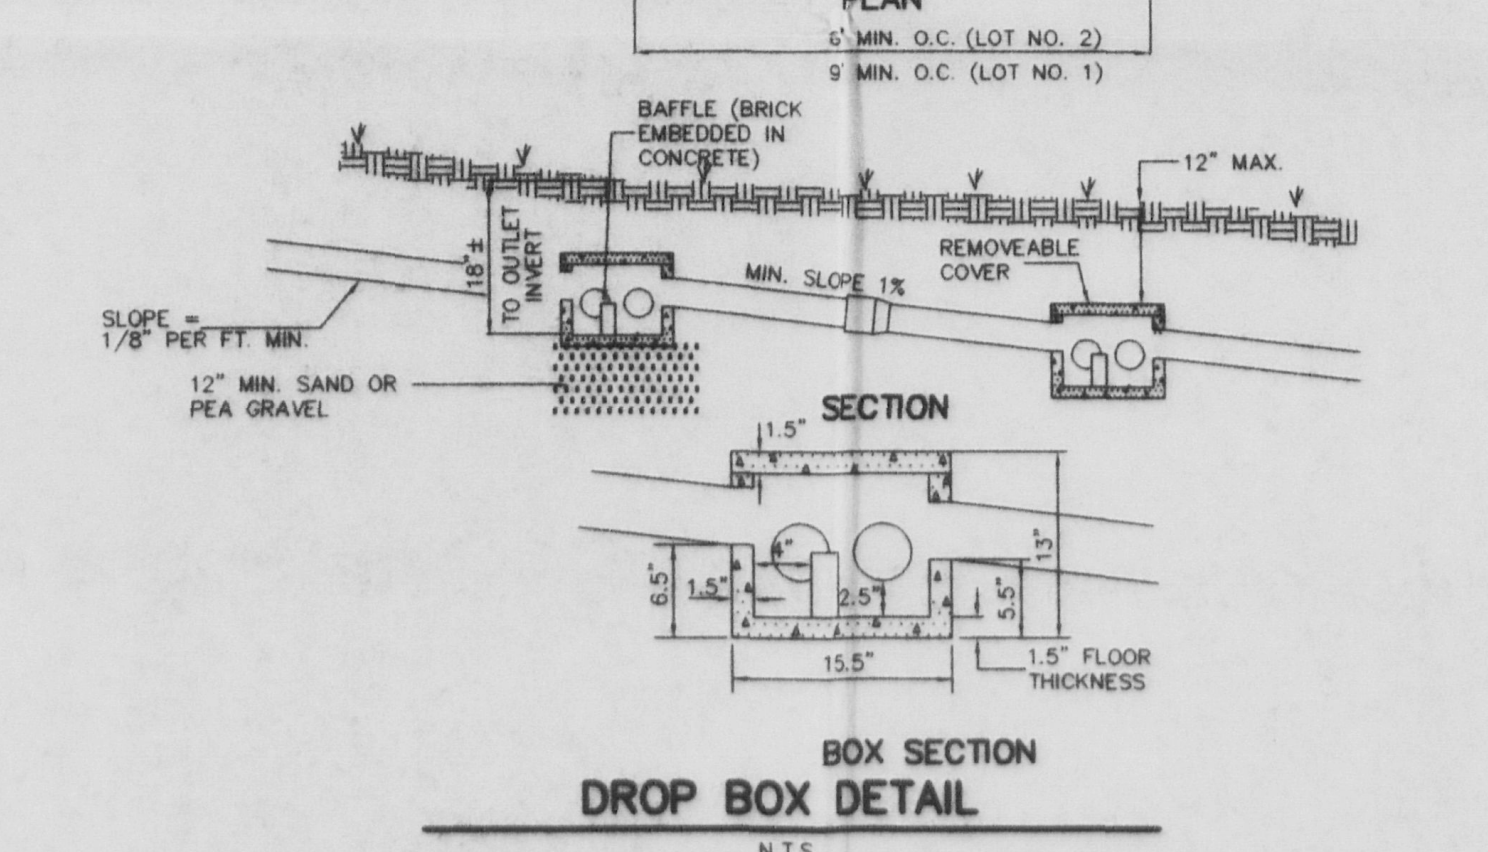 PLAN
6' MIN. O.C. (LOT NO. 2)
9' MIN. O.C. (LOT NO. 1)
BAFFLE (BRICK
EMBEDDED IN
CONCRETE)
12" MAX.
18"±
TO OUTLET
INVERT
REMOVEABLE
COVER
MIN. SLOPE 1%
SLOPE =
1/8" PER FT. MIN.
12" MIN. SAND OR
PEA GRAVEL
SECTION
1.5"
13"
4"
6.5"
1.5"
2.5"
5.5"
15.5"
1.5" FLOOR
THICKNESS
BOX SECTION
DROP BOX DETAIL
N.T.S.